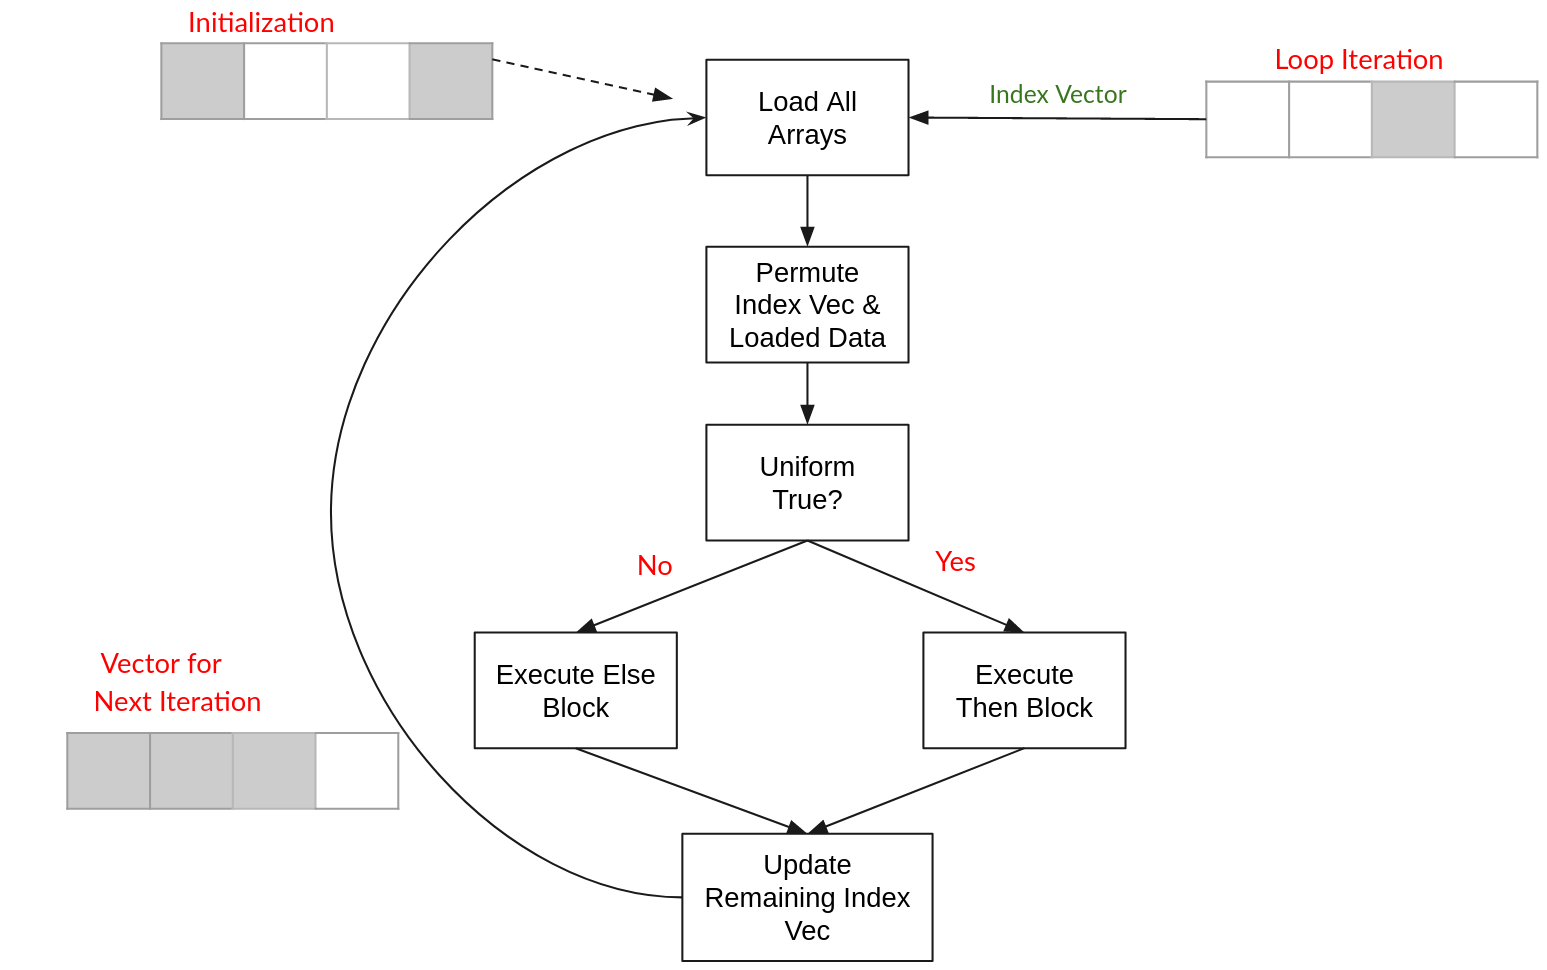 Initialization
Loop Iteration
Index Vector
Load All
Arrays
Permute
Index Vec &
Loaded Data
Uniform
True?
No
Yes
Execute Else
Block
Execute
Then Block
Vector for
Next Iteration
Update
Remaining Index
Vec